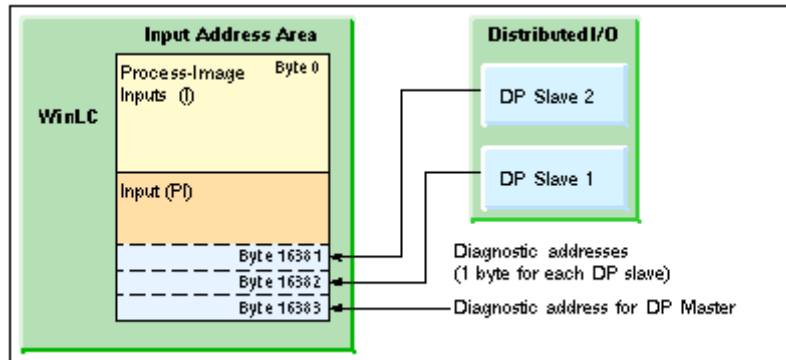 Input Address Area
Process-Image Byte 0
Inputs (I)
WinLC
Input (PI)
Byte 16381
Byte 16382
Byte 16383
Distributed I/O
DP Slave 2
DP Slave 1
Diagnostic addresses
(1 byte for each DP slave)
Diagnostic address for DP Master